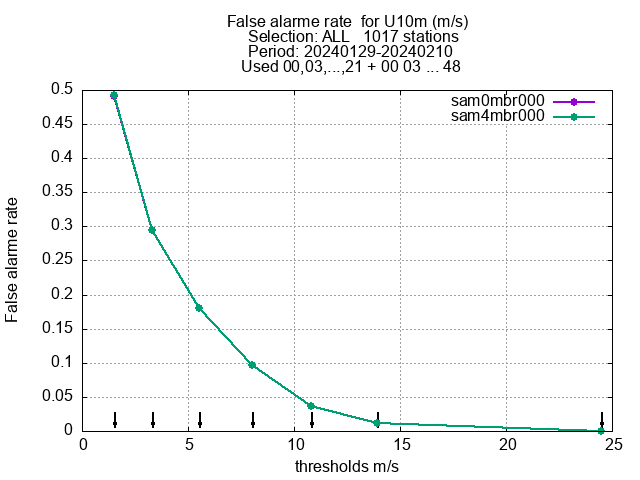 False alarme rate  for U10m (m/s)
Selection: ALL   1017 stations
Period: 20240129-20240210
Used 00,03,...,21 + 00 03 ... 48
sam0mbr000
sam4mbr000
0.5
0.45
0.4
0.35
0.3
0.25
0.2
0.15
0.1
0.05
0
False alarme rate
0 5 10 15 20 25
thresholds m/s